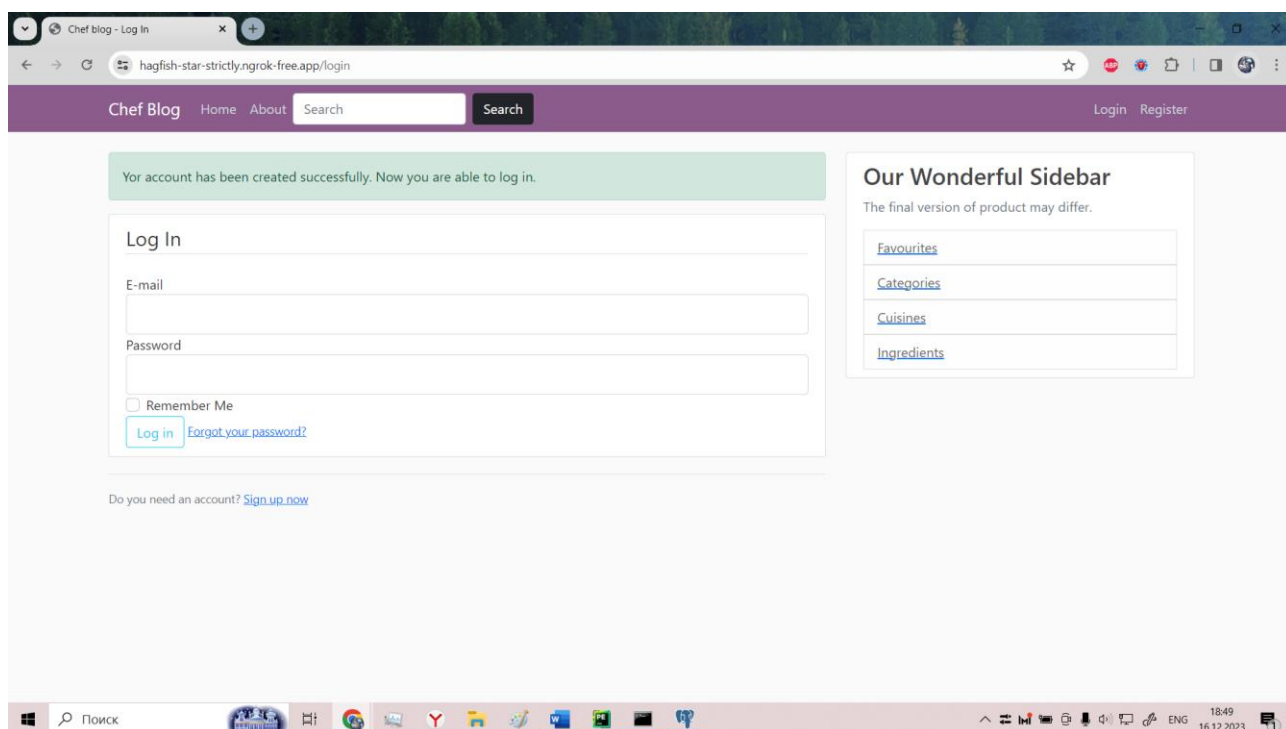 Chef blog - Log In
hagfish-star-strictly.ngrok-free.app/login
ABP
Chef Blog Home About Search Search Login Register
Yor account has been created successfully. Now you are able to log in.
Log In
E-mail
Password
Remember Me
Log in Forgot your password?
Do you need an account? Sign up now
Our Wonderful Sidebar
The final version of product may differ.
Favourites
Categories
Cuisines
Ingredients
Поиск
ENG
18:49
16.12.2023